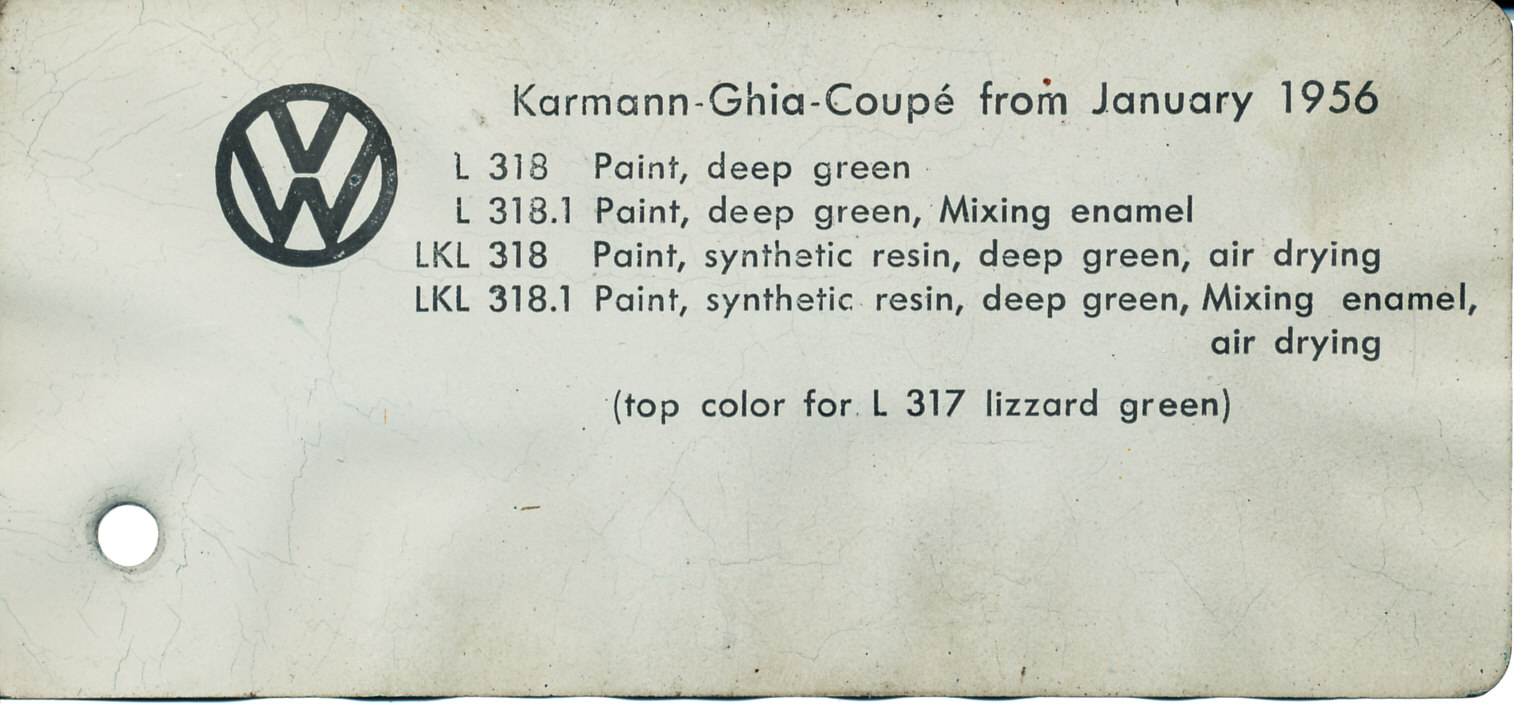 Karmann-Ghia-Coupé from January 1956
L 318 Paint, deep green
L 318.1 Paint, deep green, Mixing enamel
LKL 318 Paint, synthetic resin, deep green, air drying
LKL 318.1 Paint, synthetic resin, deep green, Mixing enamel,
air drying
(top color for L 317 lizzard green)